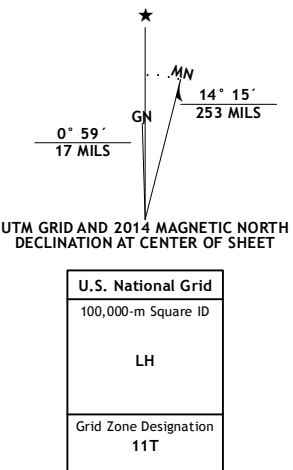 ★
MN
GN
14° 15´
253 MILS
0° 59´
17 MILS
UTM GRID AND 2014 MAGNETIC NORTH
DECLINATION AT CENTER OF SHEET
U.S. National Grid
100,000-m Square ID
LH
Grid Zone Designation
11T